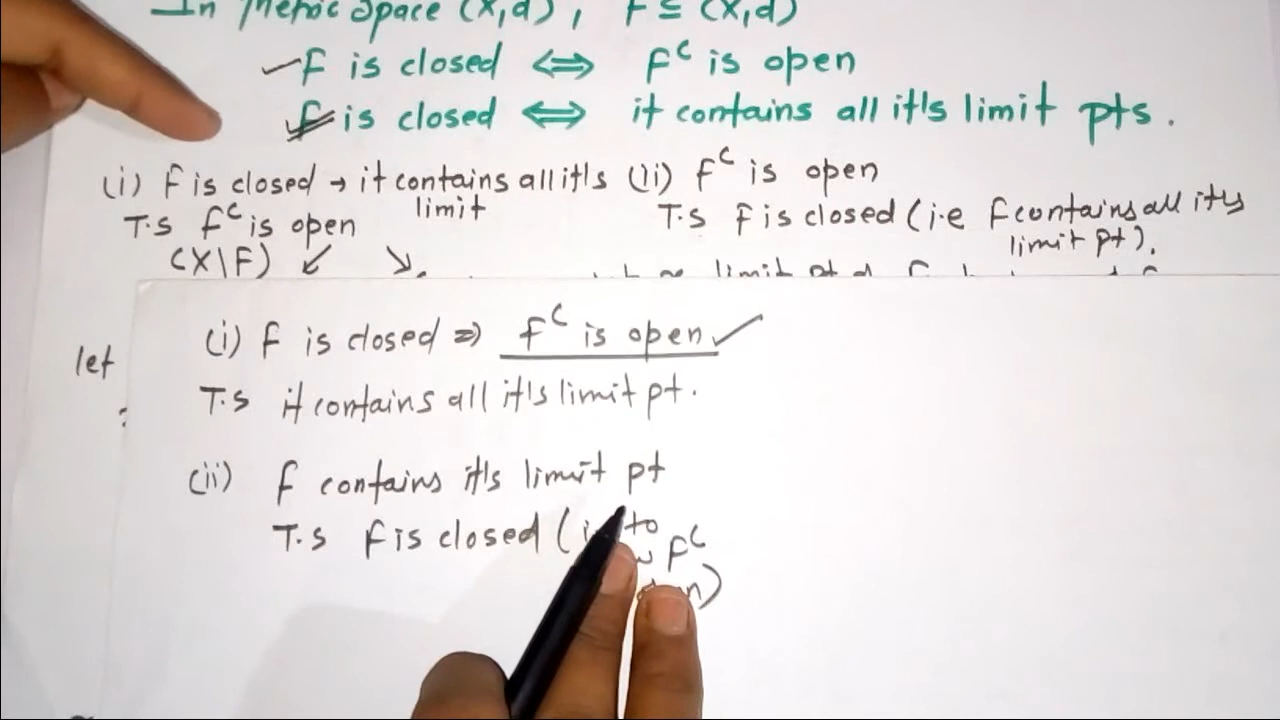 In Metric Space (X,d), F ⊆ (X,d)
F is closed ⟺ F^c is open
F is closed ⟺ it contains all it's limit pts.
(i) F is closed → it contains all it's limit
T.S F^c is open
(X\F)
(ii) F^c is open
T.S F is closed (i.e F contains all it's limit pt).
let
(i) F is closed ⇒ F^c is open ✓
T.S it contains all it's limit pt.
(ii) F contains it's limit pt
T.S F is closed (to
F^c